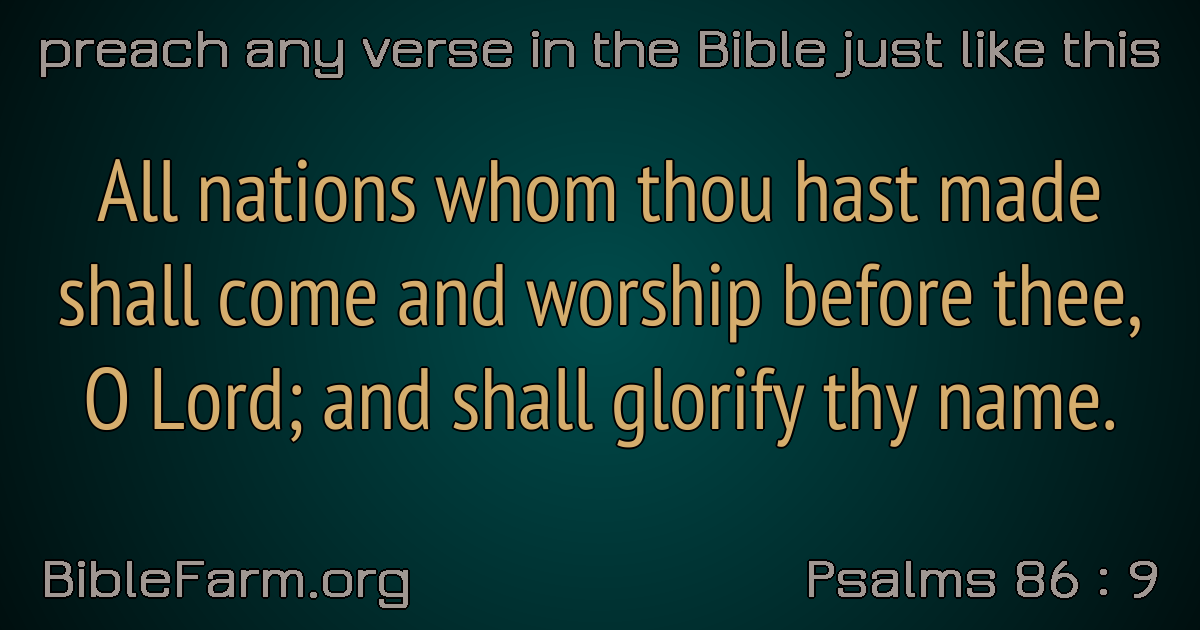 preach any verse in the Bible just like this
All nations whom thou hast made
shall come and worship before thee,
O Lord; and shall glorify thy name.
BibleFarm.org
Psalms 86 : 9